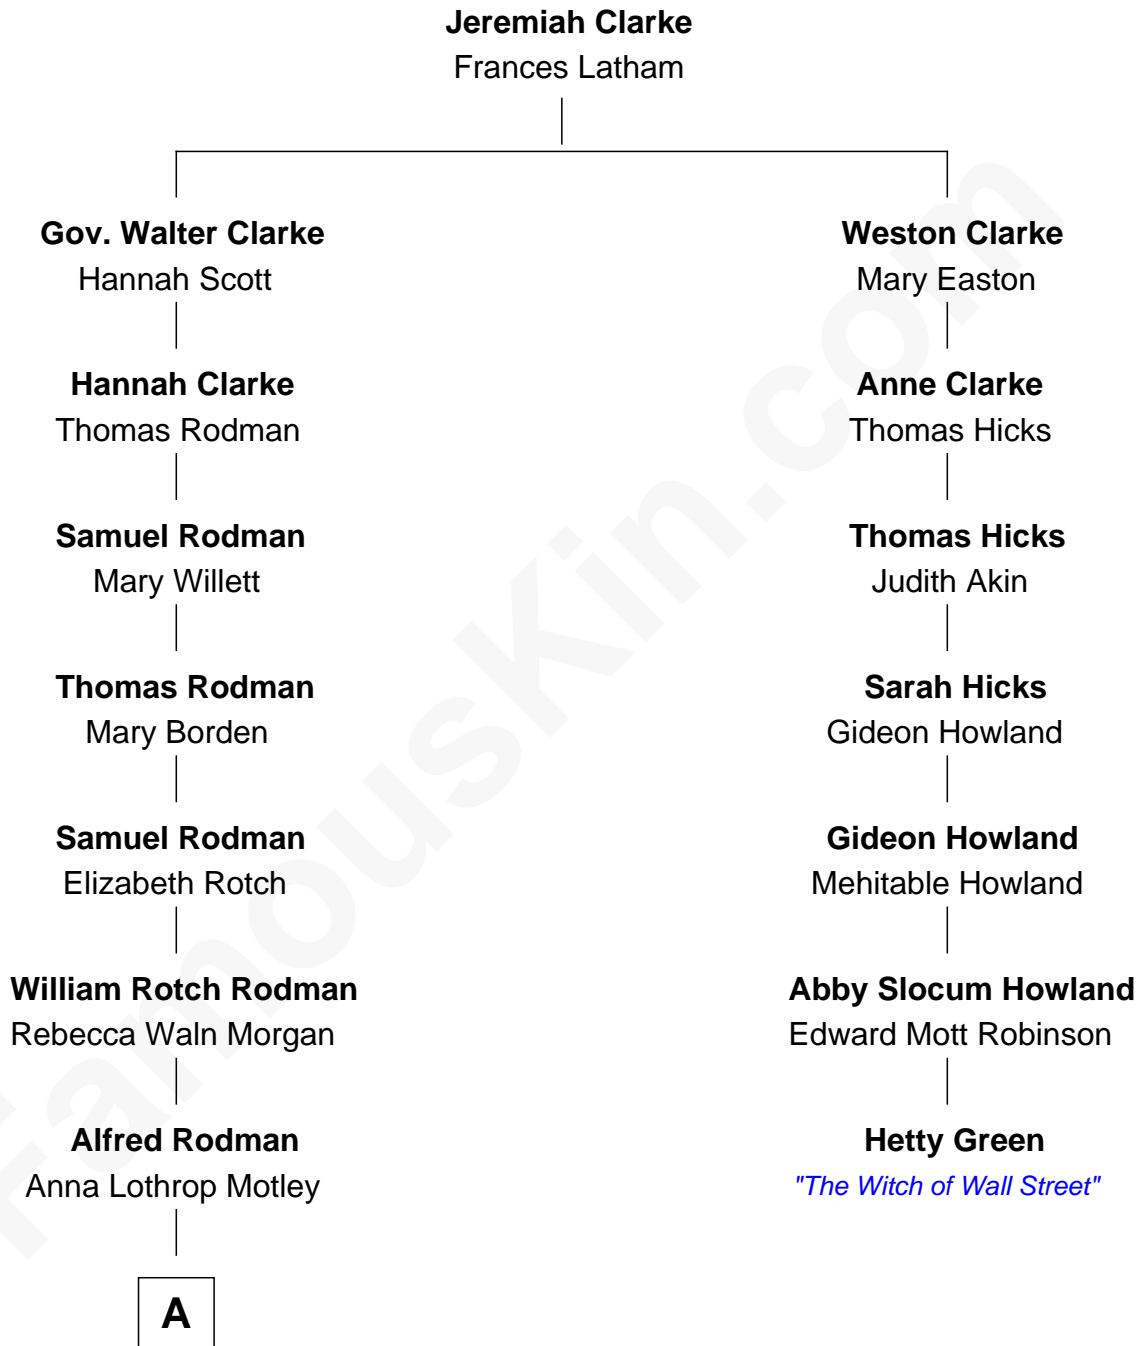 Jeremiah Clarke
Frances Latham
Gov. Walter Clarke
Hannah Scott
Weston Clarke
Mary Easton
Hannah Clarke
Thomas Rodman
Anne Clarke
Thomas Hicks
Samuel Rodman
Mary Willett
Thomas Hicks
Judith Akin
Thomas Rodman
Mary Borden
Sarah Hicks
Gideon Howland
Samuel Rodman
Elizabeth Rotch
Gideon Howland
Mehitable Howland
William Rotch Rodman
Rebecca Waln Morgan
Abby Slocum Howland
Edward Mott Robinson
Alfred Rodman
Anna Lothrop Motley
Hetty Green
"The Witch of Wall Street"
A
FamousKin.com